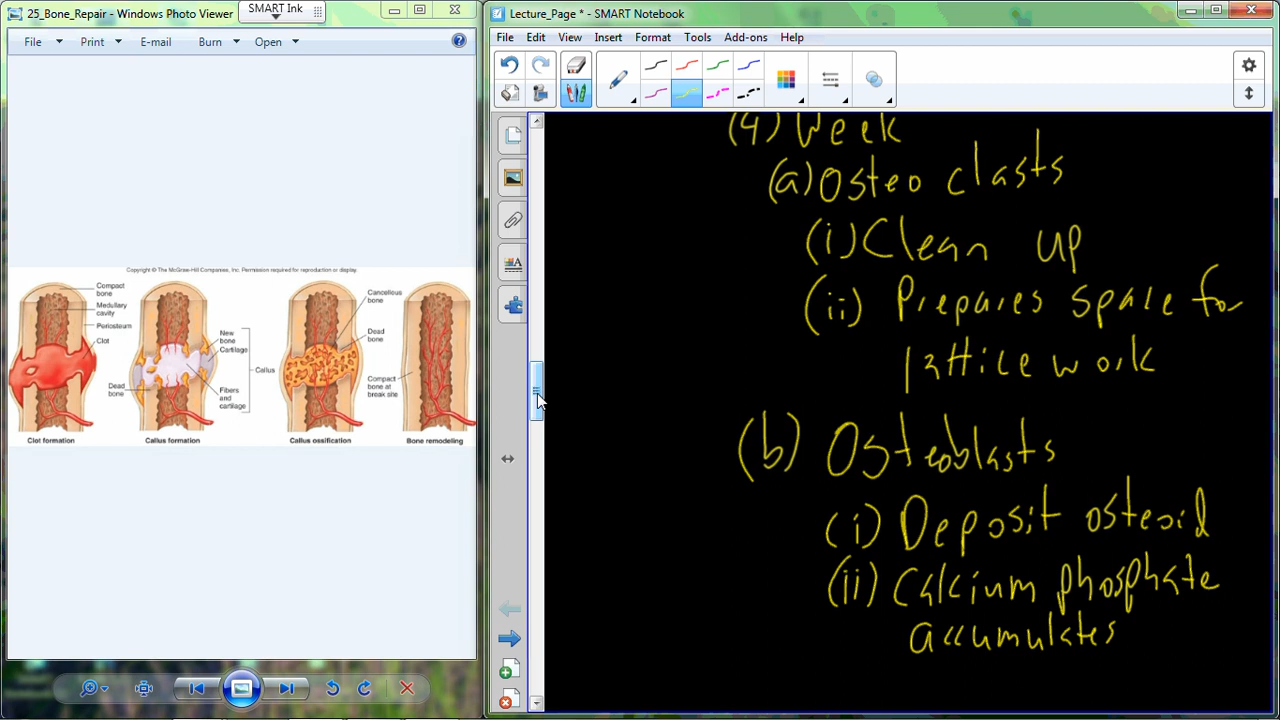 25_Bone_Repair - Windows Photo Viewer
SMART Ink
File Print E-mail Burn Open
Copyright © The McGraw-Hill Companies, Inc. Permission required for reproduction or display.
Compact
bone
Medullary
cavity
Periosteum
Clot
Dead
bone
New
bone
Cartilage
Callus
Fibers
and
cartilage
Cancellous
bone
Dead
bone
Compact
bone at
break site
Clot formation
Callus formation
Callus ossification
Bone remodeling
Lecture_Page * - SMART Notebook
File Edit View Insert Format Tools Add-ons Help
(4) Week
(a) Osteo clasts
(i) Clean up
(ii) Prepares space for
lattice work
(b) Osteoblasts
(i) Deposit osteoid
(ii) Calcium phosphate
accumulates